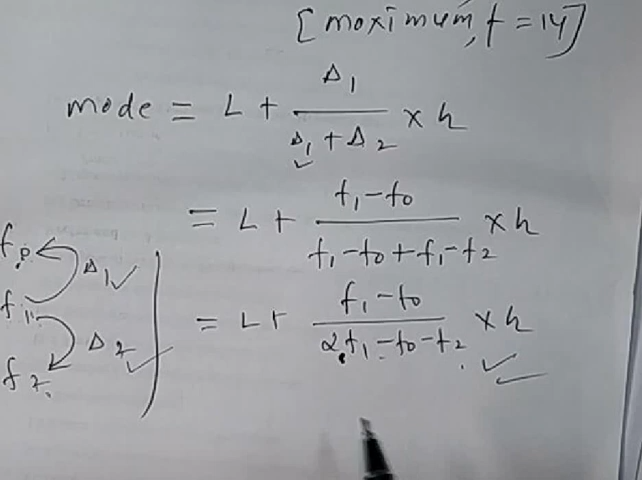 [moximum, f = 14]
mode = L + Δ1 / Δ1 + Δ2 × h
= L + f1 - f0 / f1 - f0 + f1 - f2 × h
= L + f1 - f0 / 2f1 - f0 - f2 × h
f0
Δ1
f1
Δ2
f2